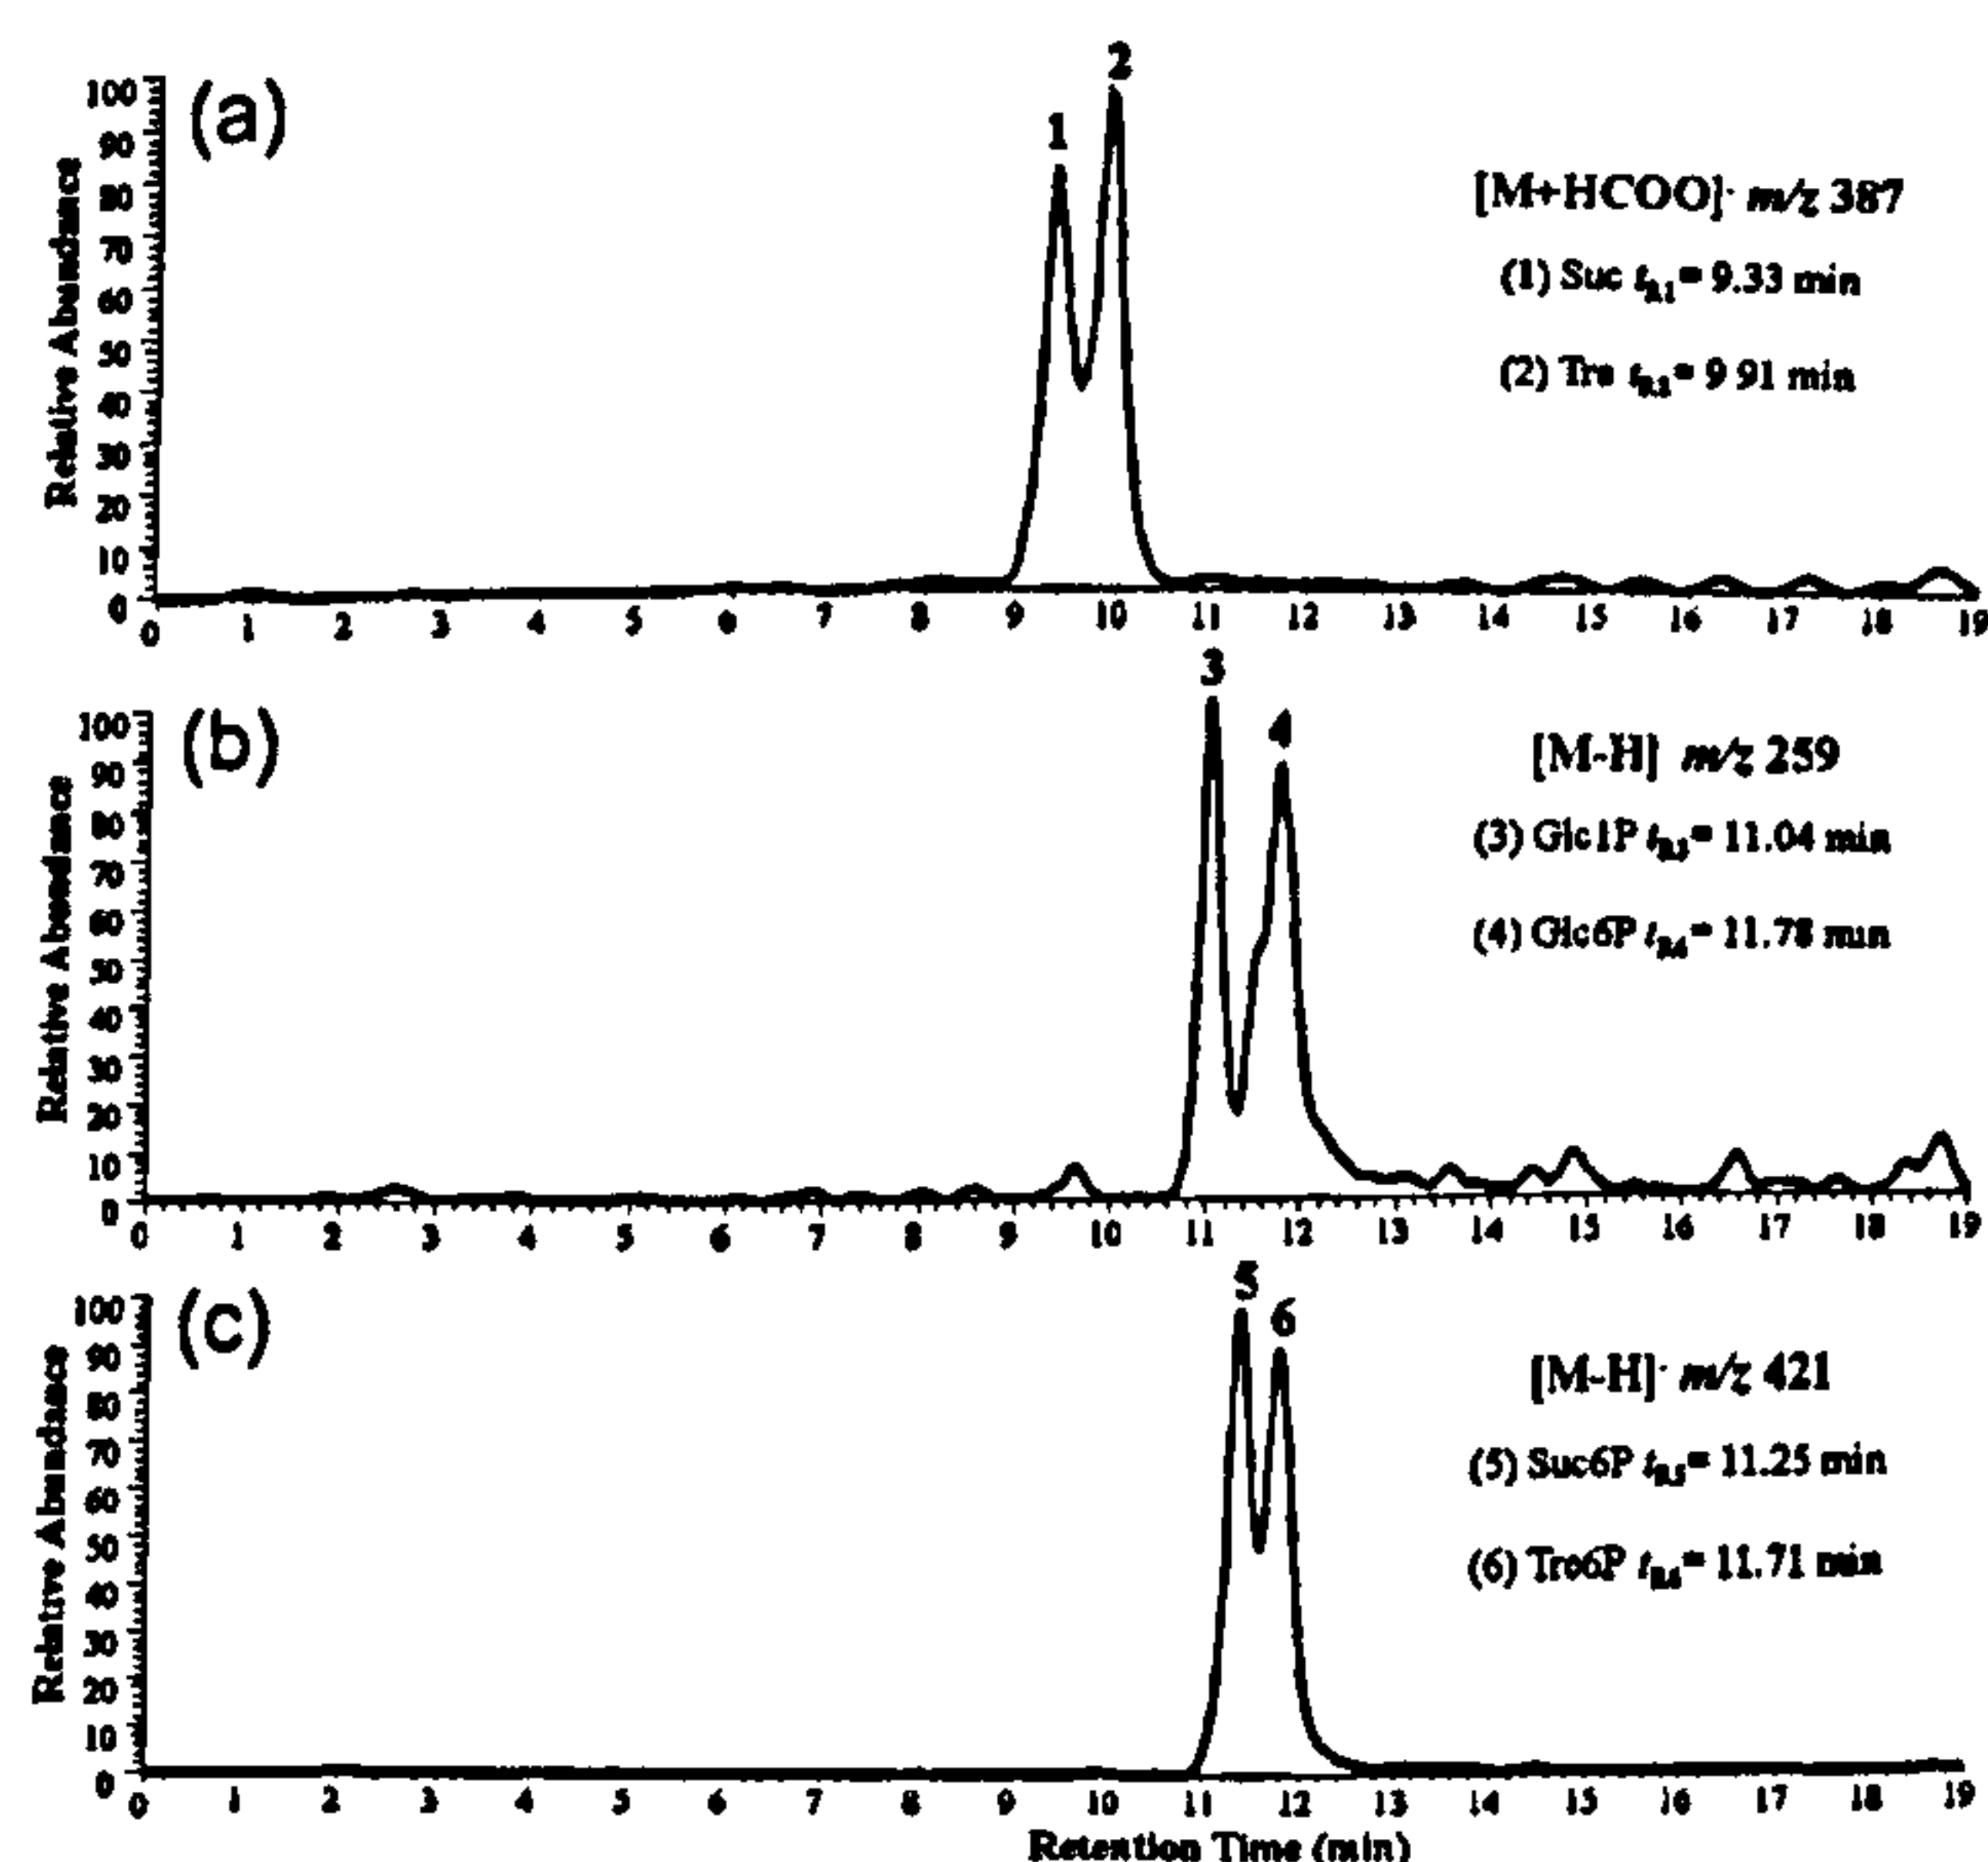 (a)
Relative Abundance
100
90
80
70
60
50
40
30
20
10
0
0 1 2 3 4 5 6 7 8 9 10 11 12 13 14 15 16 17 18 19
1
2
[M+HCOO]- m/z 387
(1) Suc tR1= 9.33 min
(2) Tre tR2= 9 91 min
(b)
Relative Abundance
100
90
80
70
60
50
40
30
20
10
0
0 1 2 3 4 5 6 7 8 9 10 11 12 13 14 15 16 17 18 19
3
4
[M-H] m/z 259
(3) Glc1P tR3= 11.04 min
(4) Glc6P tR4= 11.78 min
(c)
Relative Abundance
100
90
80
70
60
50
40
30
20
10
0
0 1 2 3 4 5 6 7 8 9 10 11 12 13 14 15 16 17 18 19
5
6
[M-H]- m/z 421
(5) Suc6P tR5= 11.25 min
(6) Tre6P tR6= 11.71 min
Retention Time (min)